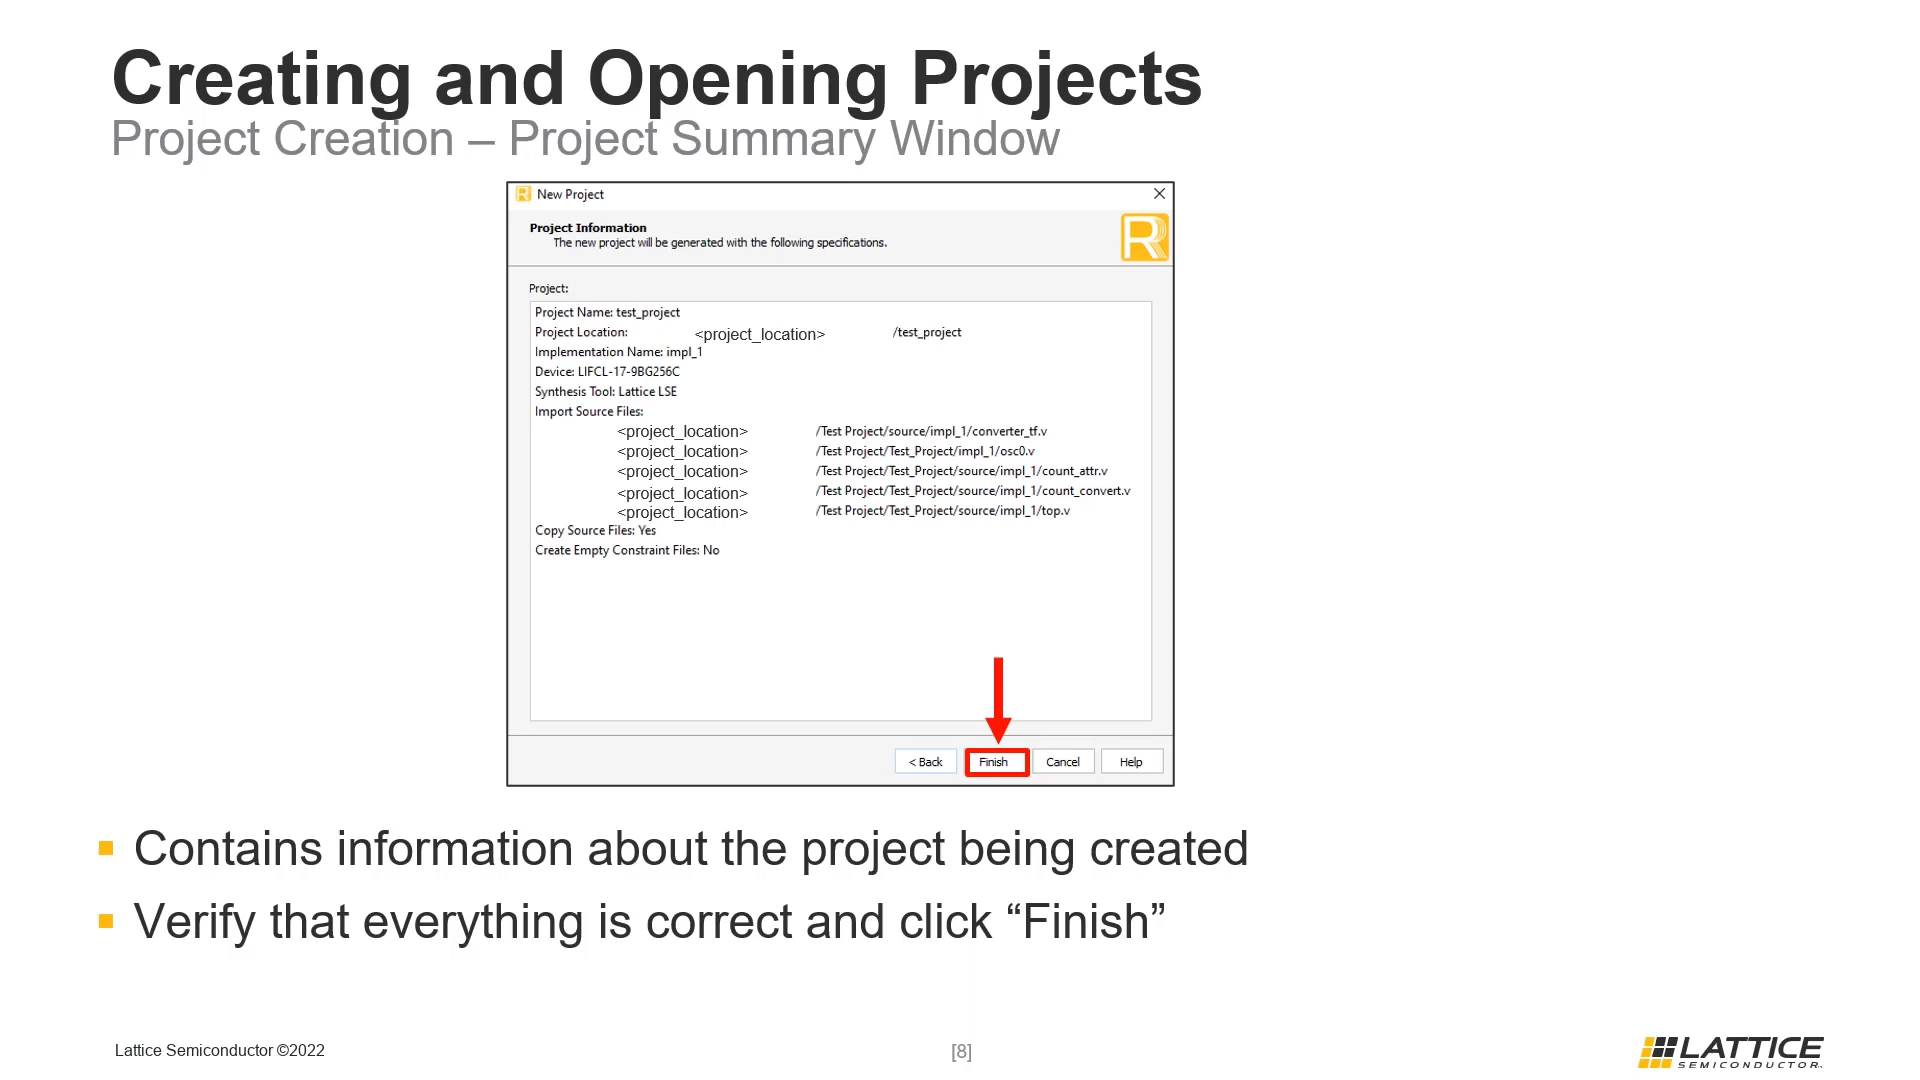 Creating and Opening Projects
Project Creation – Project Summary Window
New Project
Project Information
The new project will be generated with the following specifications.
Project:
Project Name: test_project
Project Location: <project_location> /test_project
Implementation Name: impl_1
Device: LIFCL-17-9BG256C
Synthesis Tool: Lattice LSE
Import Source Files:
<project_location> /Test Project/source/impl_1/converter_tf.v
<project_location> /Test Project/Test_Project/impl_1/osc0.v
<project_location> /Test Project/Test_Project/source/impl_1/count_attr.v
<project_location> /Test Project/Test_Project/source/impl_1/count_convert.v
<project_location> /Test Project/Test_Project/source/impl_1/top.v
Copy Source Files: Yes
Create Empty Constraint Files: No
< Back Finish Cancel Help
Contains information about the project being created
Verify that everything is correct and click “Finish”
Lattice Semiconductor ©2022
[8]
LATTICE
SEMICONDUCTOR